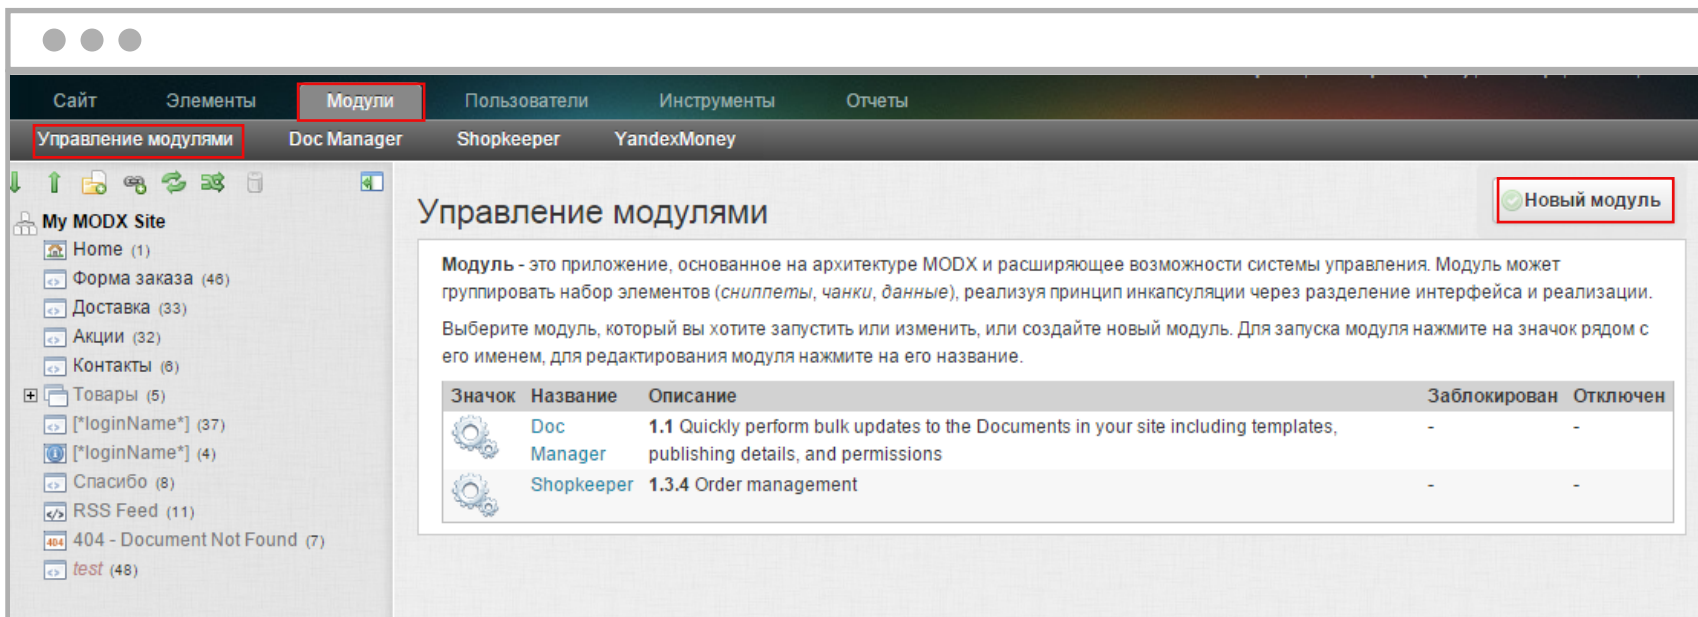 Сайт Элементы Модули Пользователи Инструменты Отчеты
Управление модулями Doc Manager Shopkeeper YandexMoney
My MODX Site
Home (1)
Форма заказа (46)
Доставка (33)
Акции (32)
Контакты (6)
Товары (5)
[*loginName*] (37)
[*loginName*] (4)
Спасибо (8)
RSS Feed (11)
404 - Document Not Found (7)
test (48)
Управление модулями
Новый модуль
Модуль - это приложение, основанное на архитектуре MODX и расширяющее возможности системы управления. Модуль может
группировать набор элементов (сниппеты, чанки, данные), реализуя принцип инкапсуляции через разделение интерфейса и реализации.
Выберите модуль, который вы хотите запустить или изменить, или создайте новый модуль. Для запуска модуля нажмите на значок рядом с
его именем, для редактирования модуля нажмите на его название.
Значок Название Описание Заблокирован Отключен
Doc 1.1 Quickly perform bulk updates to the Documents in your site including templates, - -
Manager publishing details, and permissions
Shopkeeper 1.3.4 Order management - -